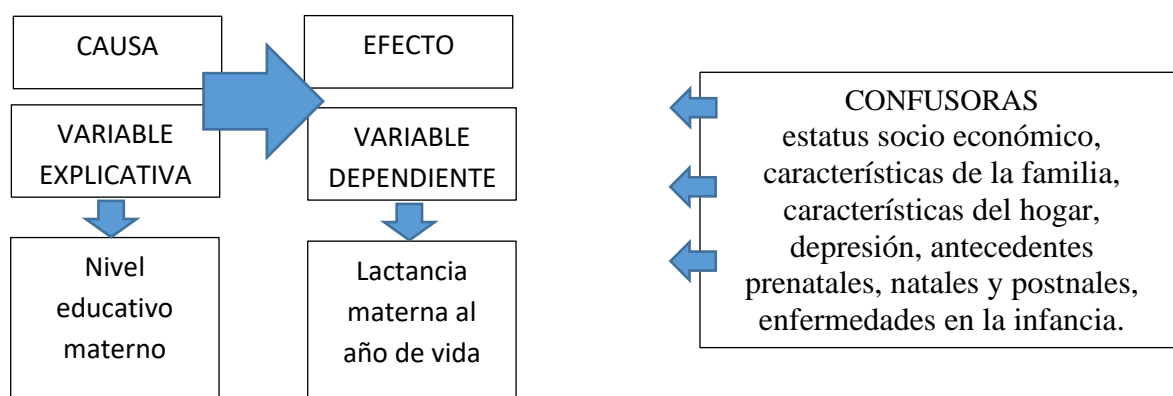 CAUSA
EFECTO
VARIABLE
EXPLICATIVA
VARIABLE
DEPENDIENTE
Nivel
educativo
materno
Lactancia
materna al
año de vida
CONFUSORAS
estatus socio económico,
características de la familia,
características del hogar,
depresión, antecedentes
prenatales, natales y postnales,
enfermedades en la infancia.